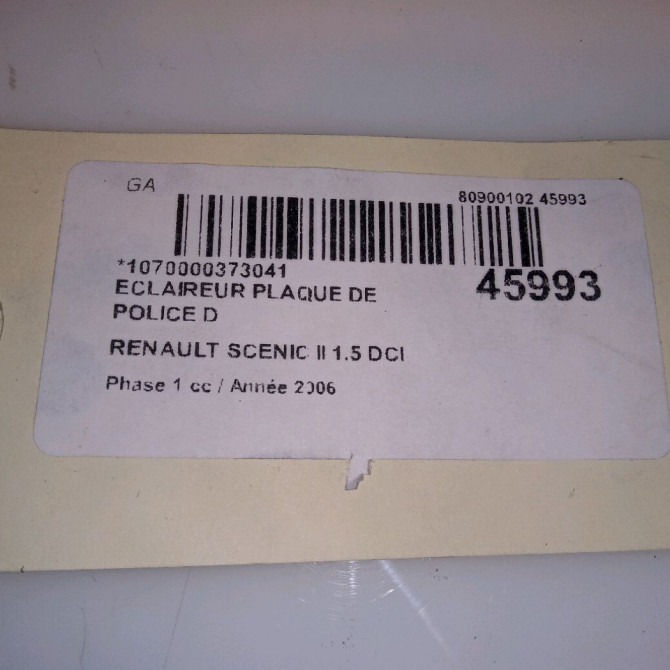 GA
80900102 45993
*1070000373041
45993
ECLAIREUR PLAQUE DE
POLICE D
RENAULT SCENIC II 1.5 DCI
Phase 1 cc / Année 2006